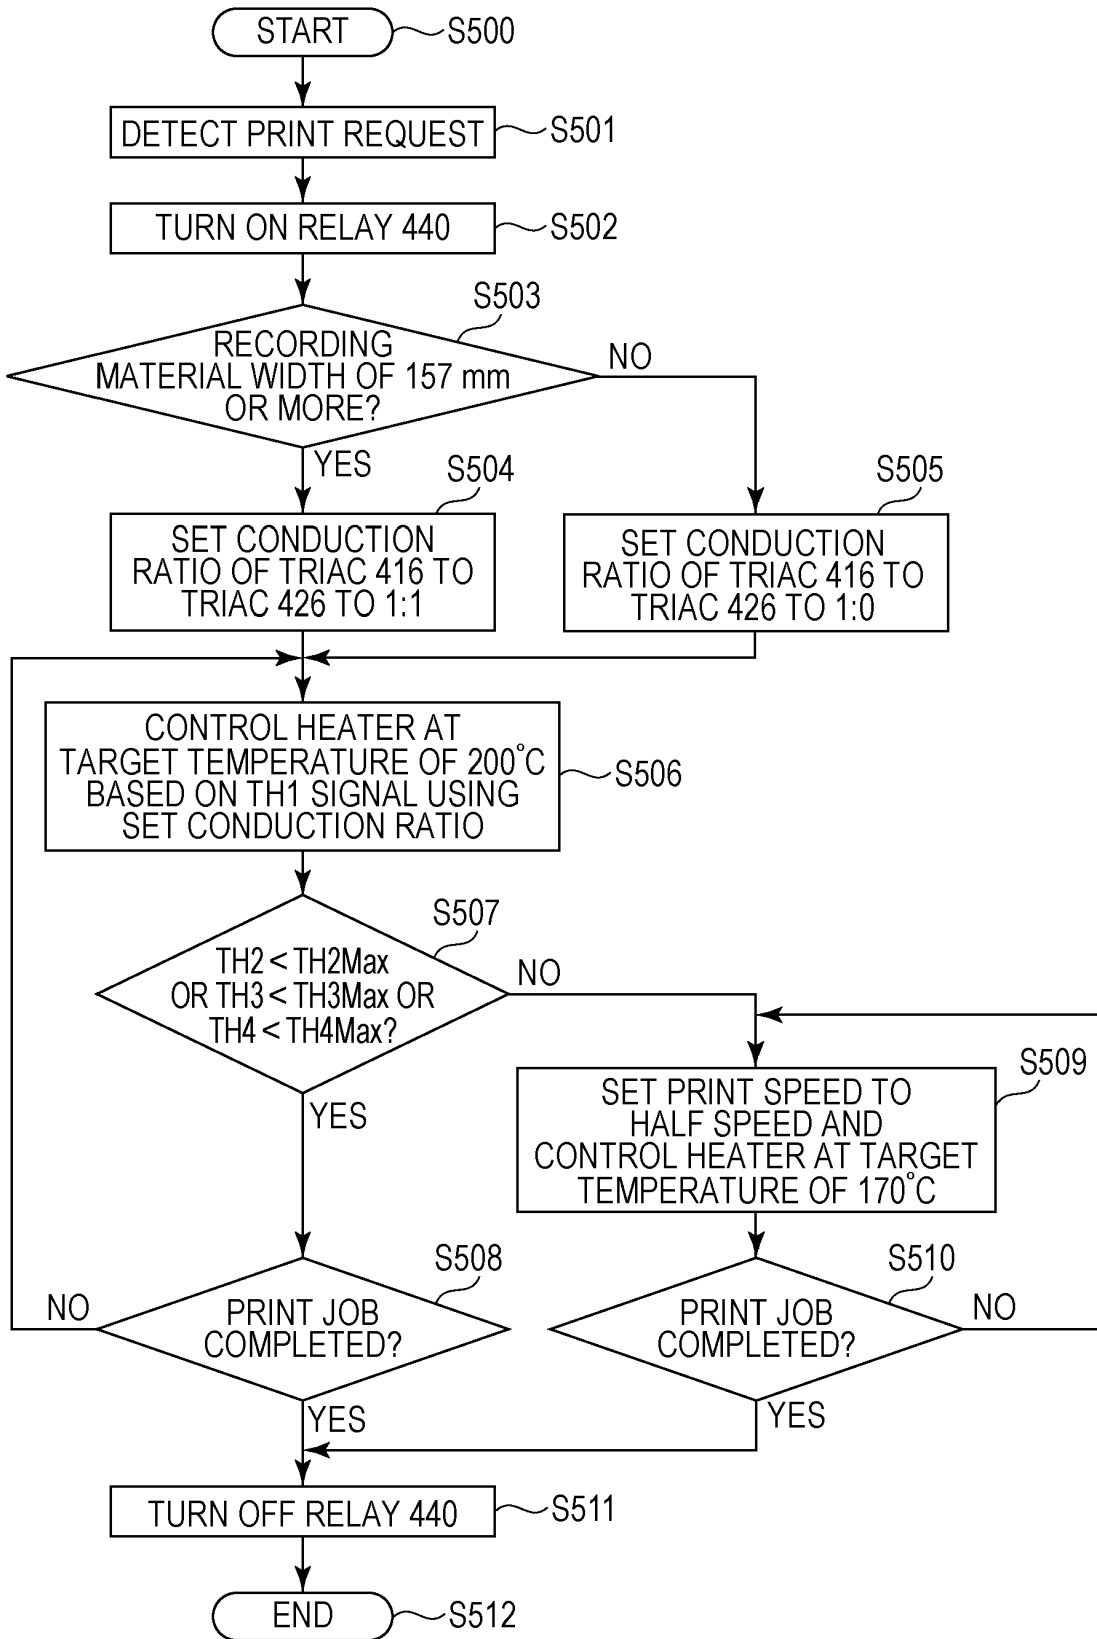 START
S500
DETECT PRINT REQUEST
S501
TURN ON RELAY 440
S502
S503
RECORDING
MATERIAL WIDTH OF 157 mm
OR MORE?
NO
YES
S504
SET CONDUCTION
RATIO OF TRIAC 416 TO
TRIAC 426 TO 1:1
S505
SET CONDUCTION
RATIO OF TRIAC 416 TO
TRIAC 426 TO 1:0
CONTROL HEATER AT
TARGET TEMPERATURE OF 200°C
BASED ON TH1 SIGNAL USING
SET CONDUCTION RATIO
S506
S507
TH2 < TH2Max
OR TH3 < TH3Max OR
TH4 < TH4Max?
NO
YES
S509
SET PRINT SPEED TO
HALF SPEED AND
CONTROL HEATER AT TARGET
TEMPERATURE OF 170°C
S508
PRINT JOB
COMPLETED?
NO
YES
S510
PRINT JOB
COMPLETED?
NO
YES
TURN OFF RELAY 440
S511
END
S512